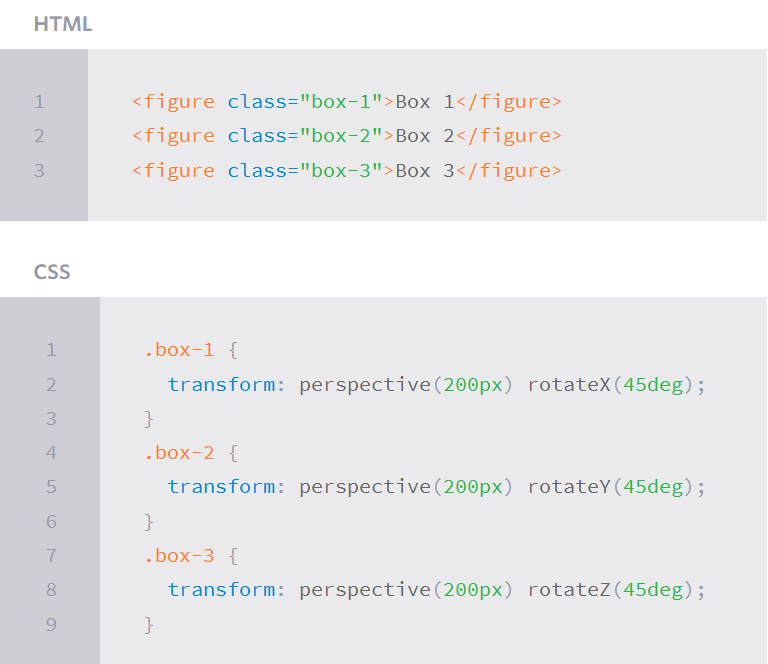 HTML
1 <figure class="box-1">Box 1</figure>
2 <figure class="box-2">Box 2</figure>
3 <figure class="box-3">Box 3</figure>
CSS
1 .box-1 {
2   transform: perspective(200px) rotateX(45deg);
3 }
4 .box-2 {
5   transform: perspective(200px) rotateY(45deg);
6 }
7 .box-3 {
8   transform: perspective(200px) rotateZ(45deg);
9 }